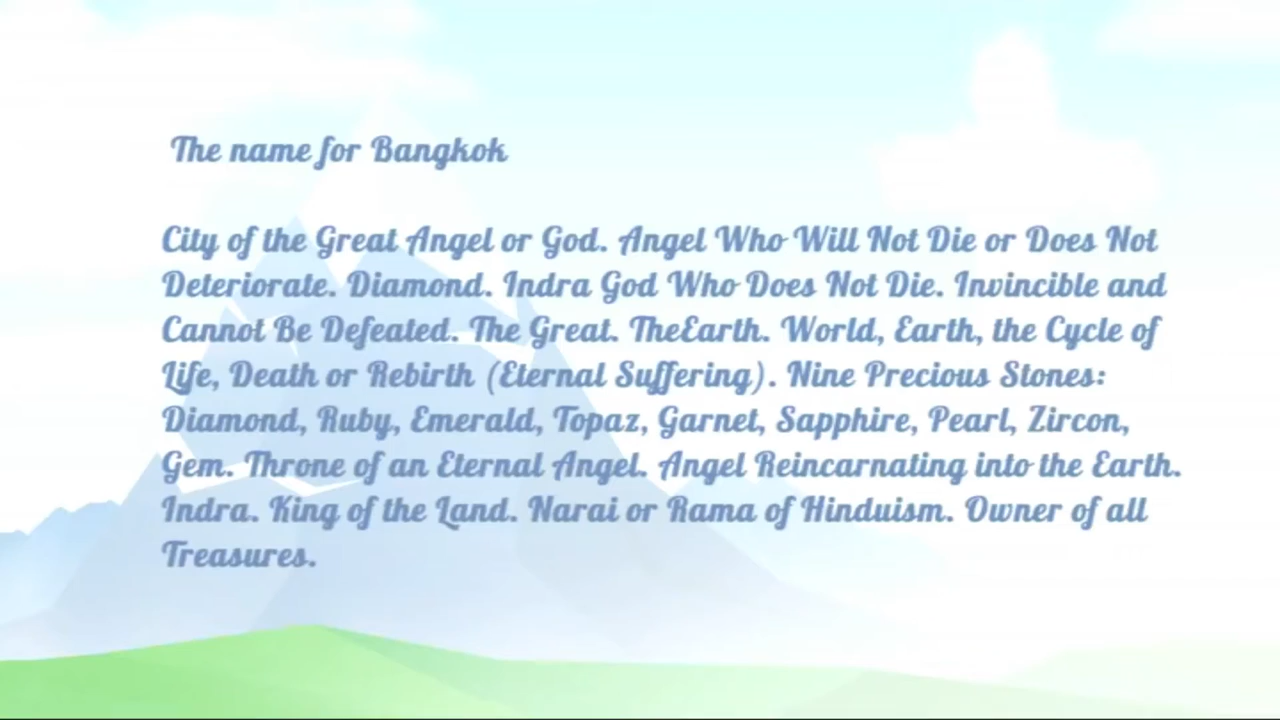 The name for Bangkok
City of the Great Angel or God. Angel Who Will Not Die or Does Not
Deteriorate. Diamond. Indra God Who Does Not Die. Invincible and
Cannot Be Defeated. The Great. TheEarth. World, Earth, the Cycle of
Life, Death or Rebirth (Eternal Suffering). Nine Precious Stones:
Diamond, Ruby, Emerald, Topaz, Garnet, Sapphire, Pearl, Zircon,
Gem. Throne of an Eternal Angel. Angel Reincarnating into the Earth.
Indra. King of the Land. Narai or Rama of Hinduism. Owner of all
Treasures.